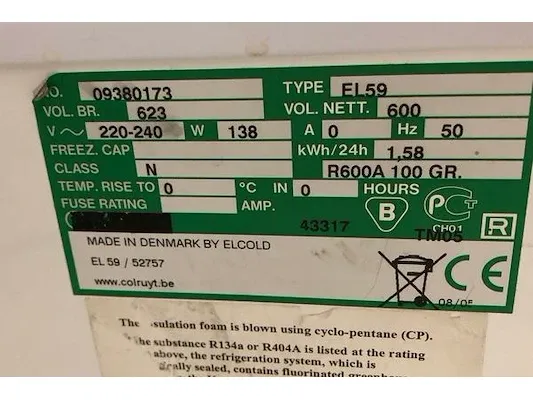 NO. 09380173 TYPE EL59
VOL. BR. 623 VOL. NETT. 600
V ~ 220-240 W 138 A 0 Hz 50
FREEZ. CAP kWh/24h 1,58
CLASS N R600A 100 GR.
TEMP. RISE TO 0 °C IN 0 HOURS
FUSE RATING AMP.
43317
B
PCT
CH01
R
TM05
MADE IN DENMARK BY ELCOLD
EL 59 / 52757
www.colruyt.be
CE
The insulation foam is blown using cyclo-pentane (CP).
the substance R134a or R404A is listed at the rating
above, the refrigeration system, which is
sealed, contains fluorinated